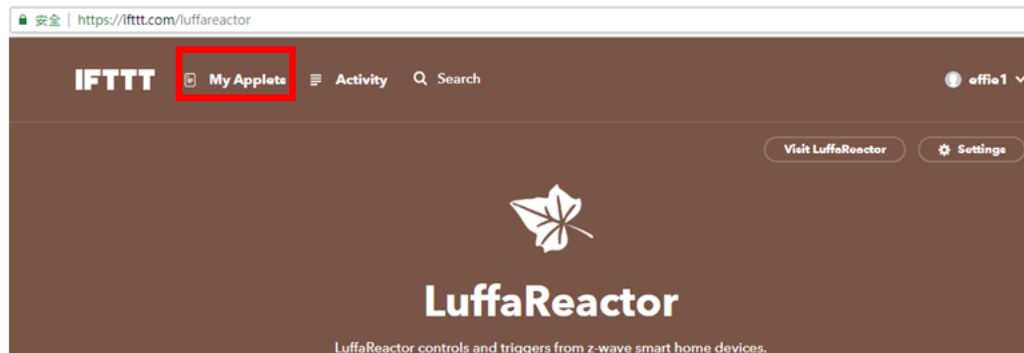 安全 | https://ifttt.com/luffareactor
IFTTT My Applets Activity Search effie1
Visit LuffaReactor Settings
LuffaReactor
LuffaReactor controls and triggers from z-wave smart home devices.